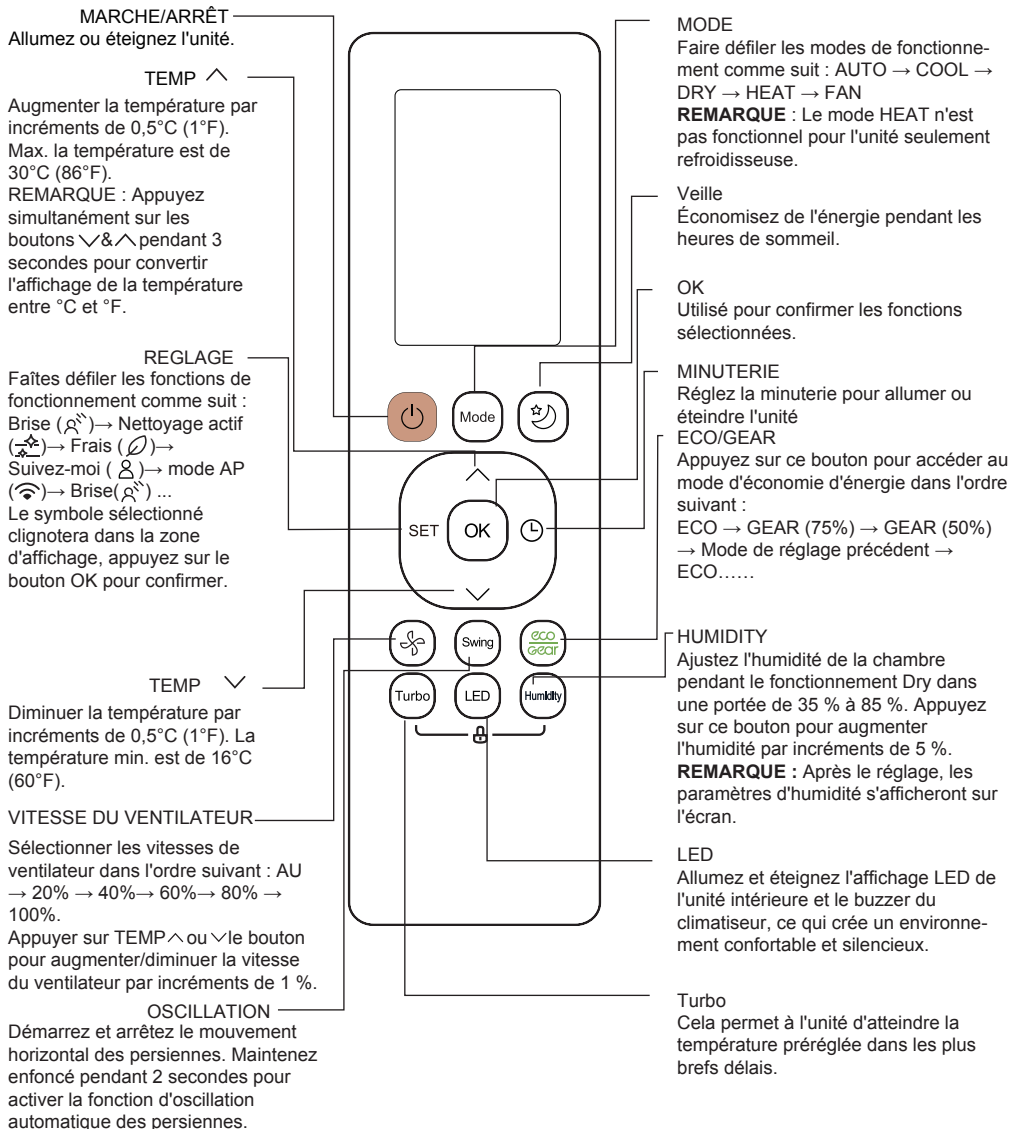 MARCHE/ARRÊT
Allumez ou éteignez l'unité.
TEMP
Augmenter la température par
incréments de 0,5°C (1°F).
Max. la température est de
30°C (86°F).
REMARQUE : Appuyez
simultanément sur les
boutons & pendant 3
secondes pour convertir
l'affichage de la température
entre °C et °F.
REGLAGE
Faîtes défiler les fonctions de
fonctionnement comme suit :
Brise ( )→ Nettoyage actif
( )→ Frais ( )→
Suivez-moi ( )→ mode AP
( )→ Brise( ) ...
Le symbole sélectionné
clignotera dans la zone
d'affichage, appuyez sur le
bouton OK pour confirmer.
TEMP
Diminuer la température par
incréments de 0,5°C (1°F). La
température min. est de 16°C
(60°F).
VITESSE DU VENTILATEUR
Sélectionner les vitesses de
ventilateur dans l'ordre suivant : AU
→ 20% → 40%→ 60%→ 80% →
100%.
Appuyer sur TEMP ou le bouton
pour augmenter/diminuer la vitesse
du ventilateur par incréments de 1 %.
OSCILLATION
Démarrez et arrêtez le mouvement
horizontal des persiennes. Maintenez
enfoncé pendant 2 secondes pour
activer la fonction d'oscillation
automatique des persiennes.
Mode
SET
OK
Swing
eco
Gear
Turbo
LED
Humidity
MODE
Faire défiler les modes de fonctionne-
ment comme suit : AUTO → COOL →
DRY → HEAT → FAN
REMARQUE : Le mode HEAT n'est
pas fonctionnel pour l'unité seulement
refroidisseuse.
Veille
Économisez de l'énergie pendant les
heures de sommeil.
OK
Utilisé pour confirmer les fonctions
sélectionnées.
MINUTERIE
Réglez la minuterie pour allumer ou
éteindre l'unité
ECO/GEAR
Appuyez sur ce bouton pour accéder au
mode d'économie d'énergie dans l'ordre
suivant :
ECO → GEAR (75%) → GEAR (50%)
→ Mode de réglage précédent →
ECO……
HUMIDITY
Ajustez l'humidité de la chambre
pendant le fonctionnement Dry dans
une portée de 35 % à 85 %. Appuyez
sur ce bouton pour augmenter
l'humidité par incréments de 5 %.
REMARQUE : Après le réglage, les
paramètres d'humidité s'afficheront sur
l'écran.
LED
Allumez et éteignez l'affichage LED de
l'unité intérieure et le buzzer du
climatiseur, ce qui crée un environne-
ment confortable et silencieux.
Turbo
Cela permet à l'unité d'atteindre la
température préréglée dans les plus
brefs délais.